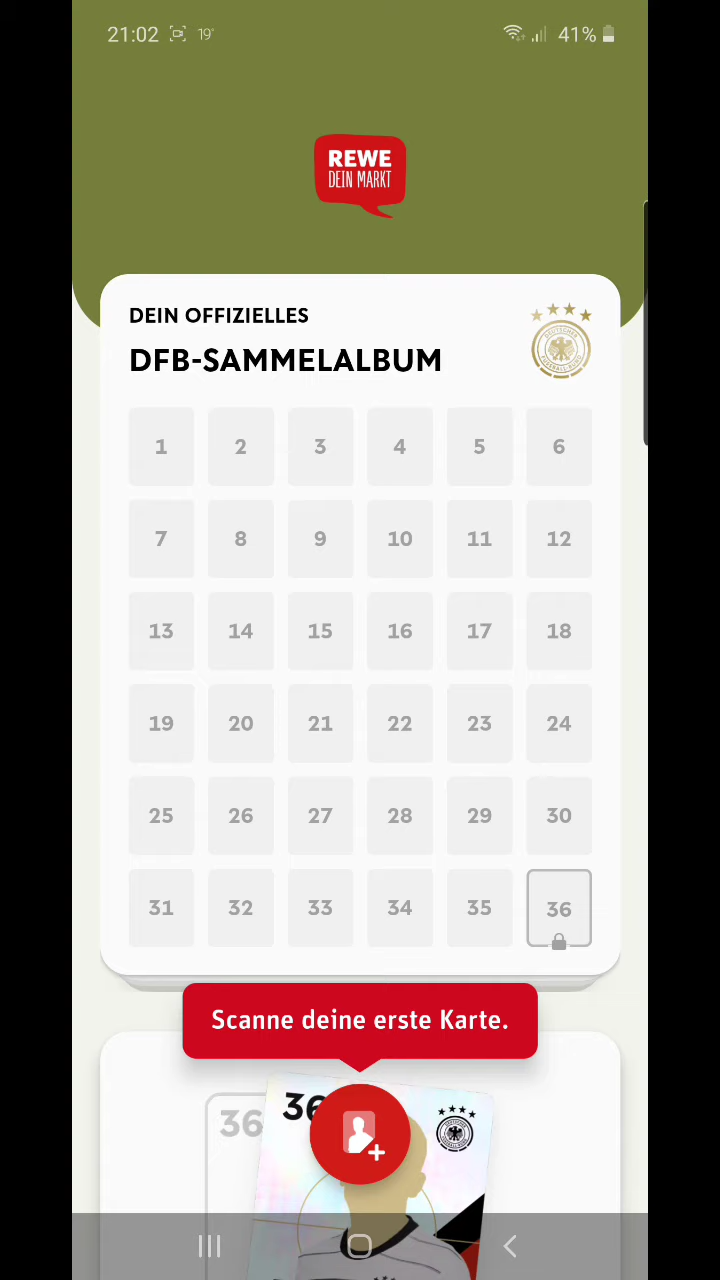 21:02 19° 41%
REWE
DEIN MARKT
DEIN OFFIZIELLES
DFB-SAMMELALBUM
1 2 3 4 5 6
7 8 9 10 11 12
13 14 15 16 17 18
19 20 21 22 23 24
25 26 27 28 29 30
31 32 33 34 35 36
Scanne deine erste Karte.
36 36